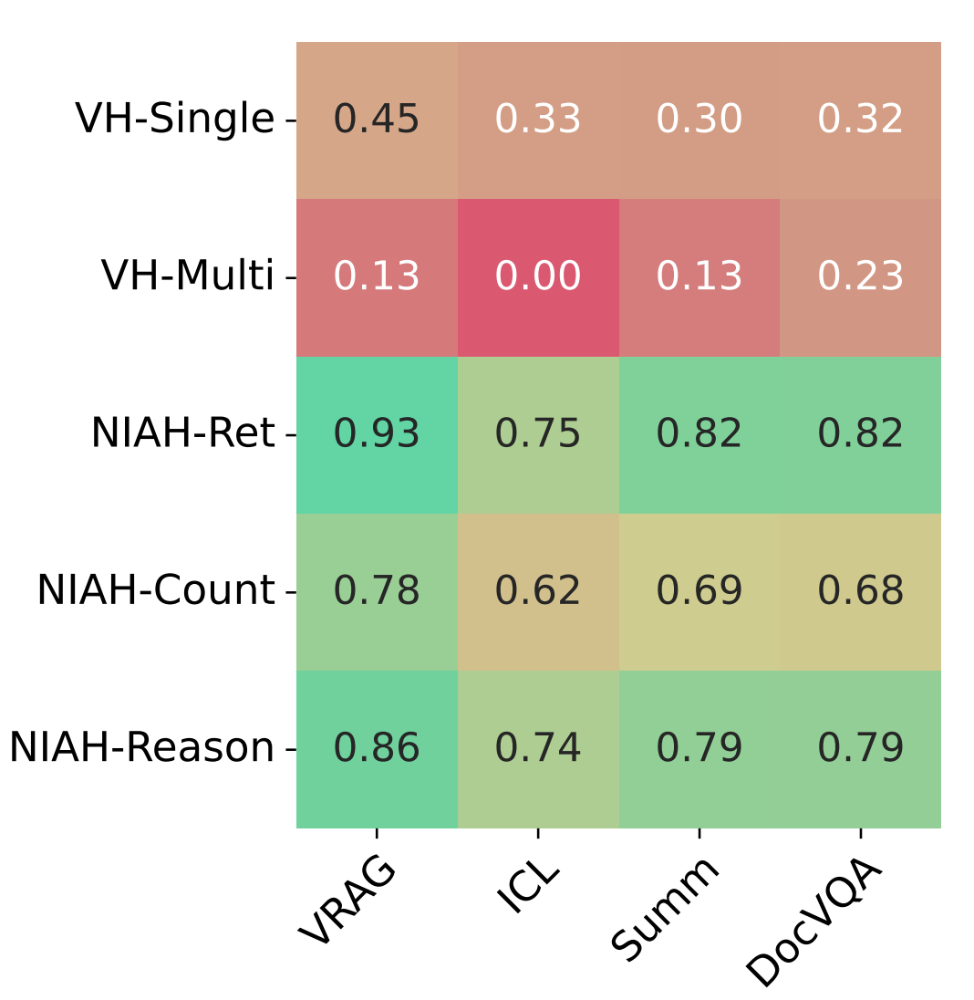 VH-Single 0.45 0.33 0.30 0.32
VH-Multi 0.13 0.00 0.13 0.23
NIAH-Ret 0.93 0.75 0.82 0.82
NIAH-Count 0.78 0.62 0.69 0.68
NIAH-Reason 0.86 0.74 0.79 0.79
VRAG ICL Summ DocVQA